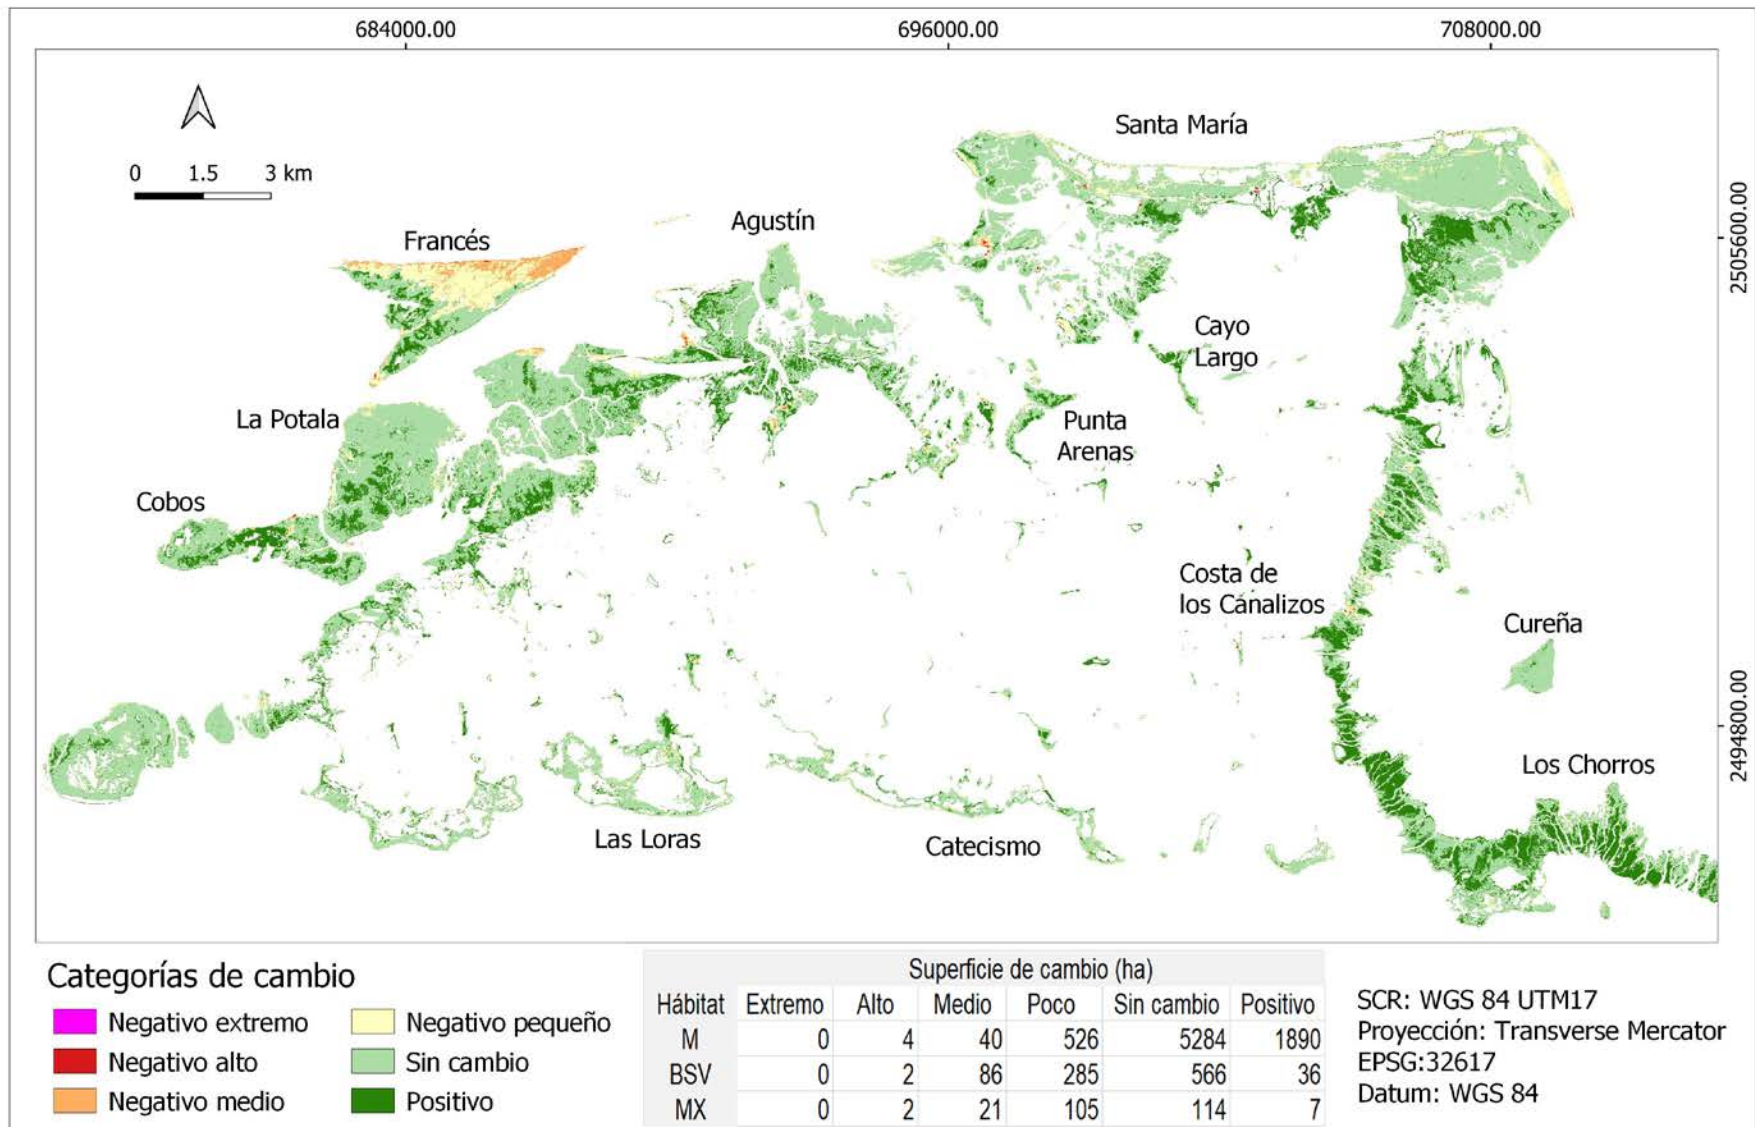 684000.00 696000.00 708000.00
Santa María
0 1.5 3 km
Agustín
Francés
2505600.00
Cayo
Largo
La Potala
Punta
Arenas
Cobos
Costa de
los Canalizos
Cureña
2494800.00
Los Chorros
Las Loras
Catecismo
Categorías de cambio
Negativo extremo
Negativo alto
Negativo medio
Negativo pequeño
Sin cambio
Positivo
Superficie de cambio (ha)
Hábitat Extremo Alto Medio Poco Sin cambio Positivo
M 0 4 40 526 5284 1890
BSV 0 2 86 285 566 36
MX 0 2 21 105 114 7
SCR: WGS 84 UTM17
Proyección: Transverse Mercator
EPSG:32617
Datum: WGS 84